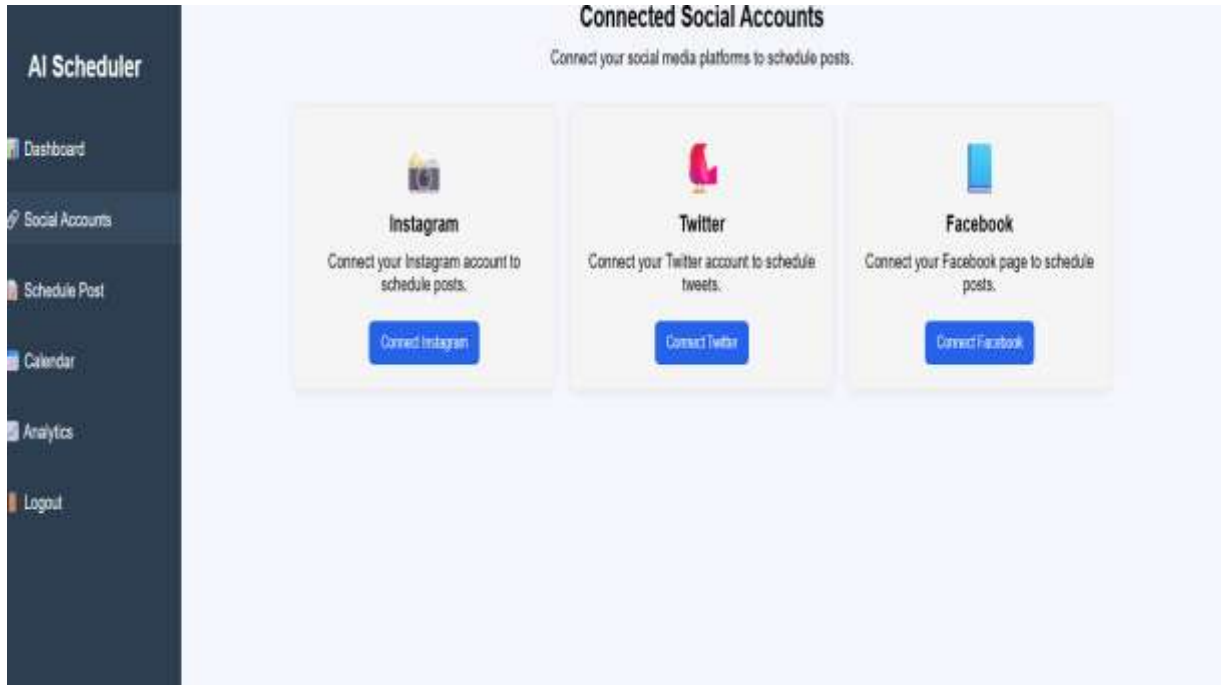 AI Scheduler
Dashboard
Social Accounts
Schedule Post
Calendar
Analytics
Logout
Connected Social Accounts
Connect your social media platforms to schedule posts.
Instagram
Connect your Instagram account to
schedule posts.
Connect Instagram
Twitter
Connect your Twitter account to schedule
tweets.
Connect Twitter
Facebook
Connect your Facebook page to schedule
posts.
Connect Facebook